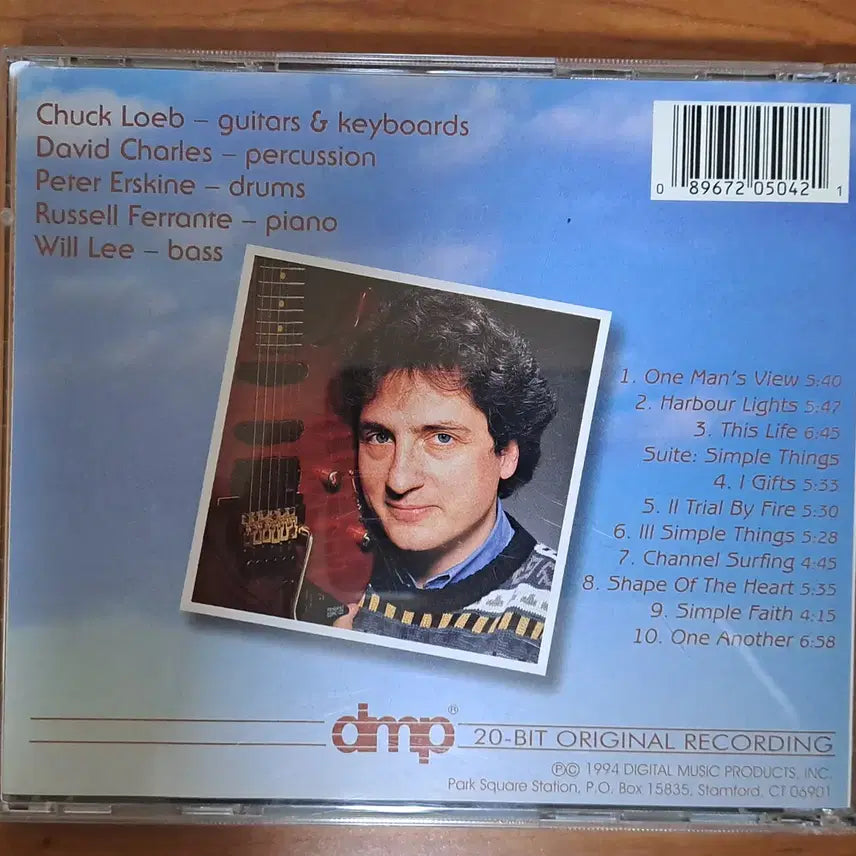 Chuck Loeb – guitars & keyboards
David Charles – percussion
Peter Erskine – drums
Russell Ferrante – piano
Will Lee – bass
0 89672 05042 1
1. One Man's View 5:40
2. Harbour Lights 5:47
3. This Life 6:45
Suite: Simple Things
4. I Gifts 5:33
5. II Trial By Fire 5:30
6. III Simple Things 5:28
7. Channel Surfing 4:45
8. Shape Of The Heart 5:35
9. Simple Faith 4:15
10. One Another 6:58
dmp®
20-BIT ORIGINAL RECORDING
℗© 1994 DIGITAL MUSIC PRODUCTS, INC.
Park Square Station, P.O. Box 15835, Stamford, CT 06901